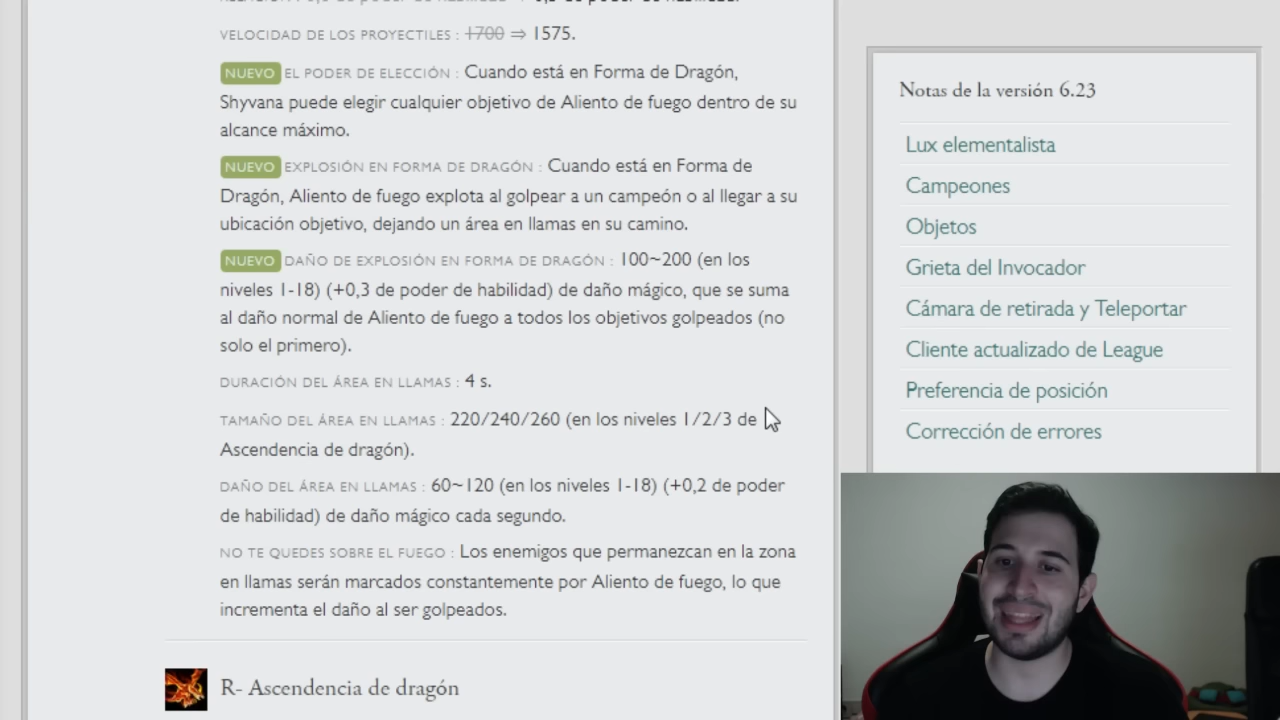 VELOCIDAD DE LOS PROYECTILES : 1700 ⇒ 1575.
NUEVO EL PODER DE ELECCIÓN : Cuando está en Forma de Dragón,
Shyvana puede elegir cualquier objetivo de Aliento de fuego dentro de su
alcance máximo.
NUEVO EXPLOSIÓN EN FORMA DE DRAGÓN : Cuando está en Forma de
Dragón, Aliento de fuego explota al golpear a un campeón o al llegar a su
ubicación objetivo, dejando un área en llamas en su camino.
NUEVO DAÑO DE EXPLOSIÓN EN FORMA DE DRAGÓN : 100~200 (en los
niveles 1-18) (+0,3 de poder de habilidad) de daño mágico, que se suma
al daño normal de Aliento de fuego a todos los objetivos golpeados (no
solo el primero).
DURACIÓN DEL ÁREA EN LLAMAS : 4 s.
TAMAÑO DEL ÁREA EN LLAMAS : 220/240/260 (en los niveles 1/2/3 de
Ascendencia de dragón).
DAÑO DEL ÁREA EN LLAMAS : 60~120 (en los niveles 1-18) (+0,2 de poder
de habilidad) de daño mágico cada segundo.
NO TE QUEDES SOBRE EL FUEGO : Los enemigos que permanezcan en la zona
en llamas serán marcados constantemente por Aliento de fuego, lo que
incrementa el daño al ser golpeados.
R- Ascendencia de dragón
Notas de la versión 6.23
Lux elementalista
Campeones
Objetos
Grieta del Invocador
Cámara de retirada y Teleportar
Cliente actualizado de League
Preferencia de posición
Corrección de errores